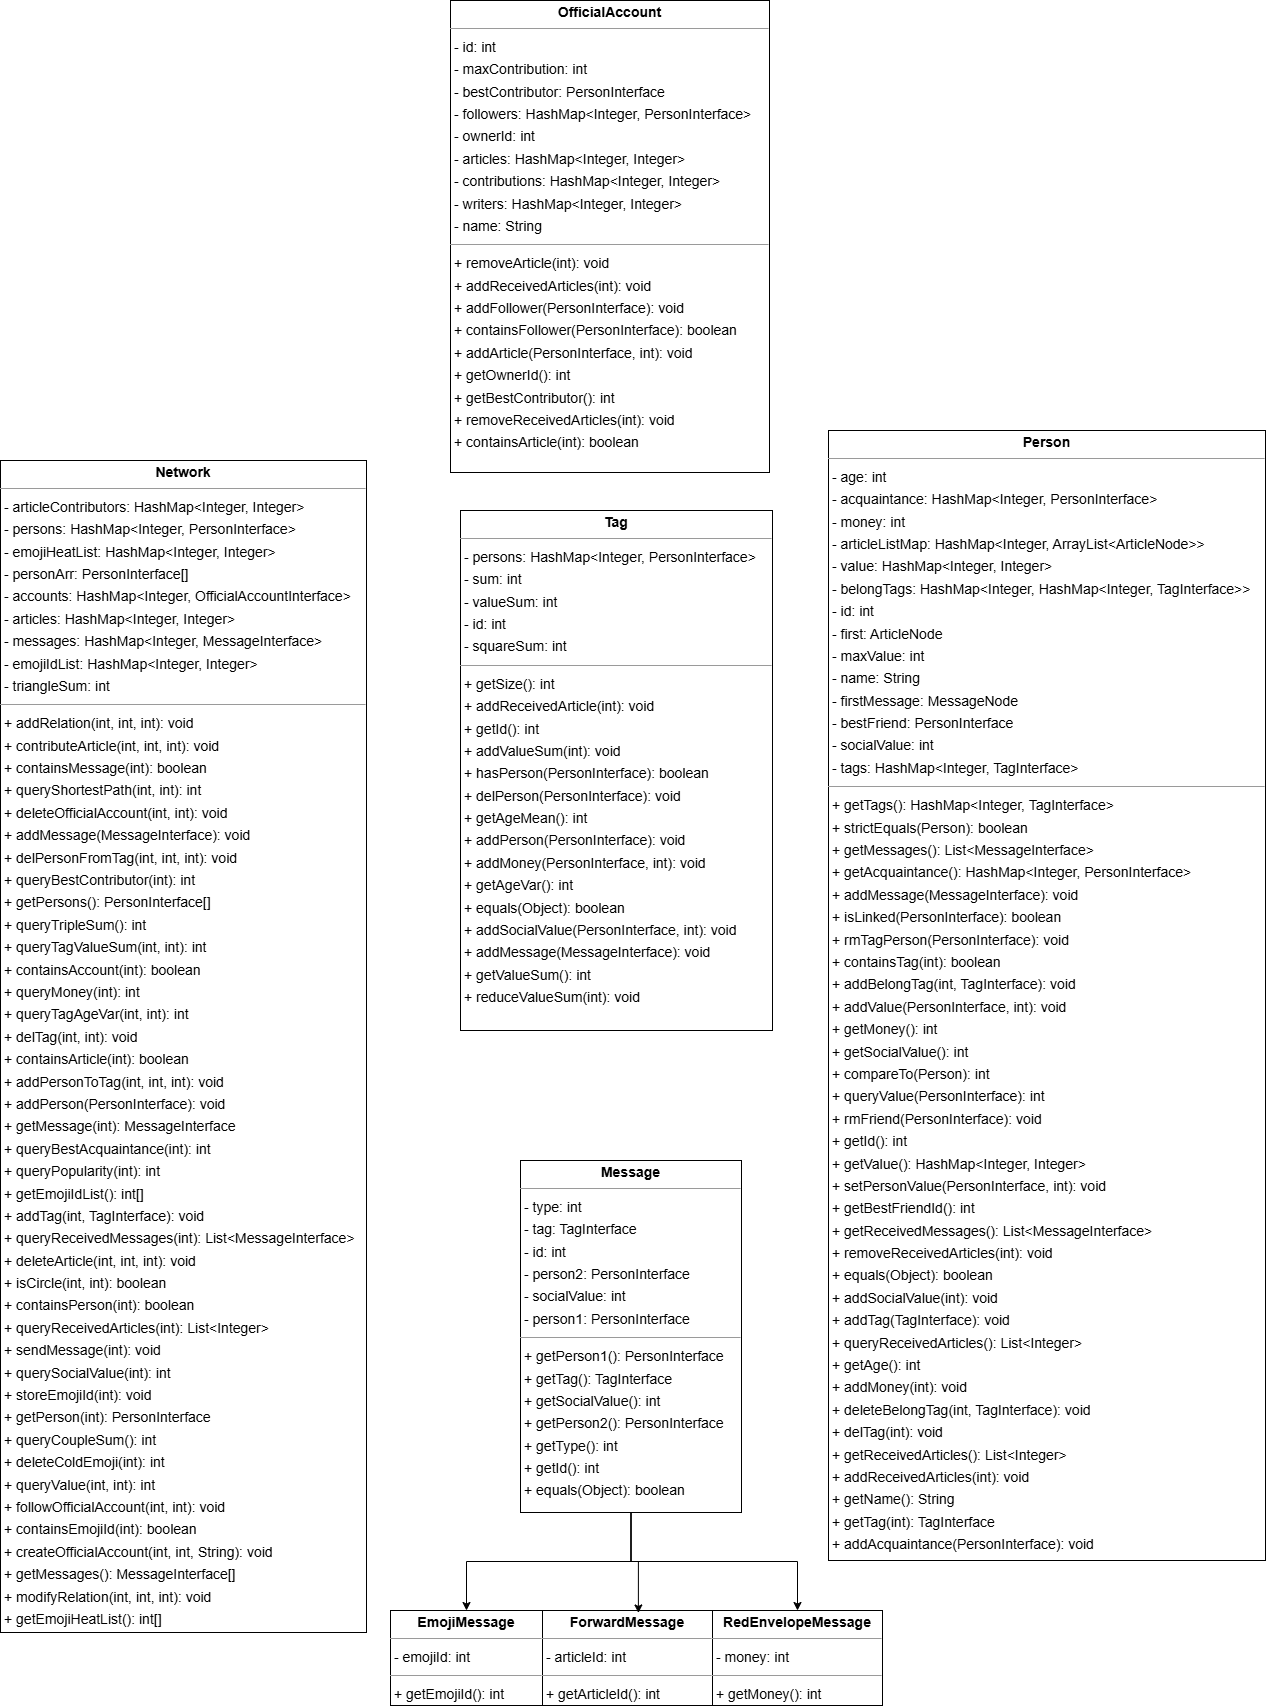 OfficialAccount
- id: int
- maxContribution: int
- bestContributor: PersonInterface
- followers: HashMap<Integer, PersonInterface>
- ownerId: int
- articles: HashMap<Integer, Integer>
- contributions: HashMap<Integer, Integer>
- writers: HashMap<Integer, Integer>
- name: String
+ removeArticle(int): void
+ addReceivedArticles(int): void
+ addFollower(PersonInterface): void
+ containsFollower(PersonInterface): boolean
+ addArticle(PersonInterface, int): void
+ getOwnerId(): int
+ getBestContributor(): int
+ removeReceivedArticles(int): void
+ containsArticle(int): boolean
Network
- articleContributors: HashMap<Integer, Integer>
- persons: HashMap<Integer, PersonInterface>
- emojiHeatList: HashMap<Integer, Integer>
- personArr: PersonInterface[]
- accounts: HashMap<Integer, OfficialAccountInterface>
- articles: HashMap<Integer, Integer>
- messages: HashMap<Integer, MessageInterface>
- emojiIdList: HashMap<Integer, Integer>
- triangleSum: int
+ addRelation(int, int, int): void
+ contributeArticle(int, int, int): void
+ containsMessage(int): boolean
+ queryShortestPath(int, int): int
+ deleteOfficialAccount(int, int): void
+ addMessage(MessageInterface): void
+ delPersonFromTag(int, int, int): void
+ queryBestContributor(int): int
+ getPersons(): PersonInterface[]
+ queryTripleSum(): int
+ queryTagValueSum(int, int): int
+ containsAccount(int): boolean
+ queryMoney(int): int
+ queryTagAgeVar(int, int): int
+ delTag(int, int): void
+ containsArticle(int): boolean
+ addPersonToTag(int, int, int): void
+ addPerson(PersonInterface): void
+ getMessage(int): MessageInterface
+ queryBestAcquaintance(int): int
+ queryPopularity(int): int
+ getEmojiIdList(): int[]
+ addTag(int, TagInterface): void
+ queryReceivedMessages(int): List<MessageInterface>
+ deleteArticle(int, int, int): void
+ isCircle(int, int): boolean
+ containsPerson(int): boolean
+ queryReceivedArticles(int): List<Integer>
+ sendMessage(int): void
+ querySocialValue(int): int
+ storeEmojiId(int): void
+ getPerson(int): PersonInterface
+ queryCoupleSum(): int
+ deleteColdEmoji(int): int
+ queryValue(int, int): int
+ followOfficialAccount(int, int): void
+ containsEmojiId(int): boolean
+ createOfficialAccount(int, int, String): void
+ getMessages(): MessageInterface[]
+ modifyRelation(int, int, int): void
+ getEmojiHeatList(): int[]
Tag
- persons: HashMap<Integer, PersonInterface>
- sum: int
- valueSum: int
- id: int
- squareSum: int
+ getSize(): int
+ addReceivedArticle(int): void
+ getId(): int
+ addValueSum(int): void
+ hasPerson(PersonInterface): boolean
+ delPerson(PersonInterface): void
+ getAgeMean(): int
+ addPerson(PersonInterface): void
+ addMoney(PersonInterface, int): void
+ getAgeVar(): int
+ equals(Object): boolean
+ addSocialValue(PersonInterface, int): void
+ addMessage(MessageInterface): void
+ getValueSum(): int
+ reduceValueSum(int): void
Person
- age: int
- acquaintance: HashMap<Integer, PersonInterface>
- money: int
- articleListMap: HashMap<Integer, ArrayList<ArticleNode>>
- value: HashMap<Integer, Integer>
- belongTags: HashMap<Integer, HashMap<Integer, TagInterface>>
- id: int
- first: ArticleNode
- maxValue: int
- name: String
- firstMessage: MessageNode
- bestFriend: PersonInterface
- socialValue: int
- tags: HashMap<Integer, TagInterface>
+ getTags(): HashMap<Integer, TagInterface>
+ strictEquals(Person): boolean
+ getMessages(): List<MessageInterface>
+ getAcquaintance(): HashMap<Integer, PersonInterface>
+ addMessage(MessageInterface): void
+ isLinked(PersonInterface): boolean
+ rmTagPerson(PersonInterface): void
+ containsTag(int): boolean
+ addBelongTag(int, TagInterface): void
+ addValue(PersonInterface, int): void
+ getMoney(): int
+ getSocialValue(): int
+ compareTo(Person): int
+ queryValue(PersonInterface): int
+ rmFriend(PersonInterface): void
+ getId(): int
+ getValue(): HashMap<Integer, Integer>
+ setPersonValue(PersonInterface, int): void
+ getBestFriendId(): int
+ getReceivedMessages(): List<MessageInterface>
+ removeReceivedArticles(int): void
+ equals(Object): boolean
+ addSocialValue(int): void
+ addTag(TagInterface): void
+ queryReceivedArticles(): List<Integer>
+ getAge(): int
+ addMoney(int): void
+ deleteBelongTag(int, TagInterface): void
+ delTag(int): void
+ getReceivedArticles(): List<Integer>
+ addReceivedArticles(int): void
+ getName(): String
+ getTag(int): TagInterface
+ addAcquaintance(PersonInterface): void
Message
- type: int
- tag: TagInterface
- id: int
- person2: PersonInterface
- socialValue: int
- person1: PersonInterface
+ getPerson1(): PersonInterface
+ getTag(): TagInterface
+ getSocialValue(): int
+ getPerson2(): PersonInterface
+ getType(): int
+ getId(): int
+ equals(Object): boolean
EmojiMessage
- emojiId: int
+ getEmojiId(): int
ForwardMessage
- articleId: int
+ getArticleId(): int
RedEnvelopeMessage
- money: int
+ getMoney(): int